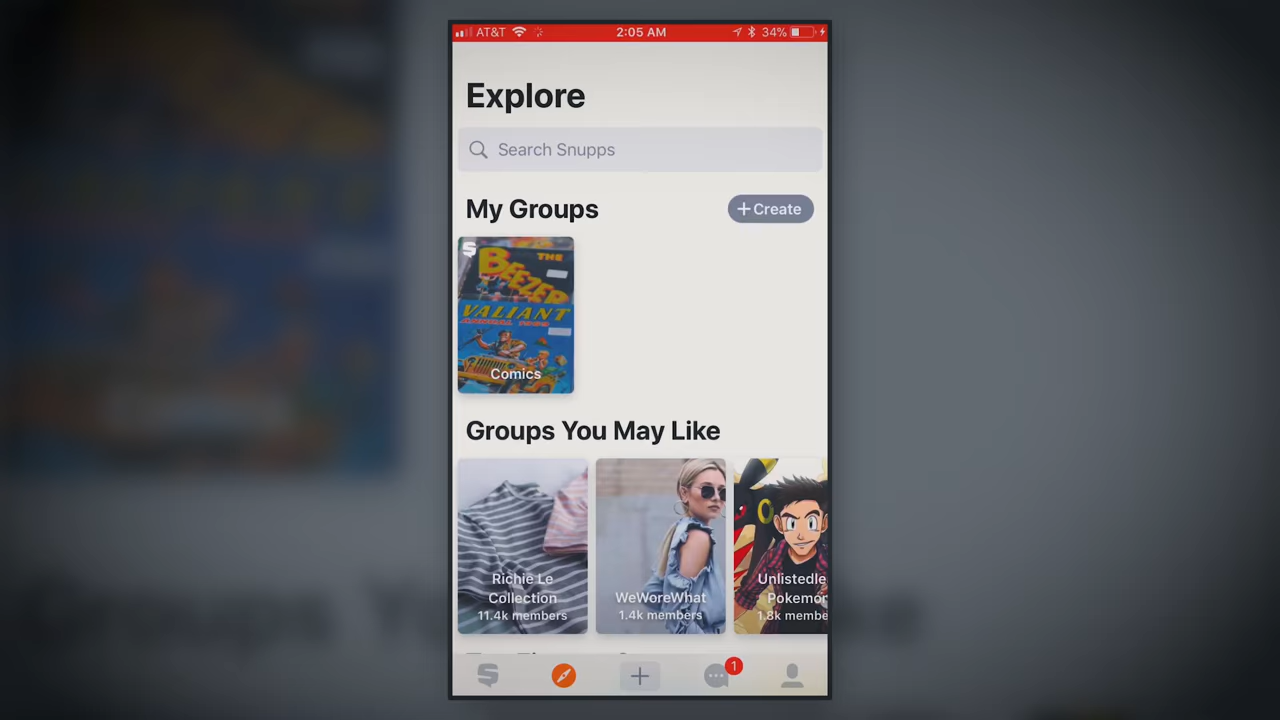 AT&T
2:05 AM
34%
Explore
Search Snupps
My Groups
+Create
THE
BEEZER
VALIANT
Comics
Groups You May Like
Richie Le
Collection
11.4k members
WeWoreWhat
1.4k members
Unlistedle
Pokemon
1.8k membe
1